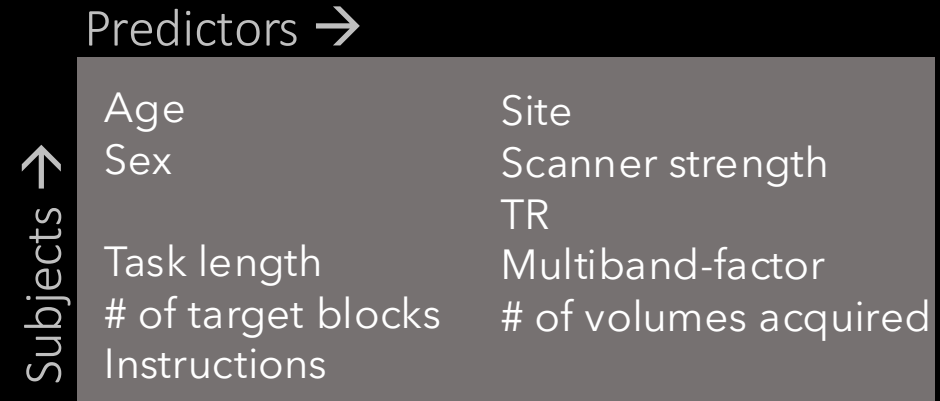 Predictors →
Subjects →
Age
Sex
Task length
# of target blocks
Instructions
Site
Scanner strength
TR
Multiband-factor
# of volumes acquired